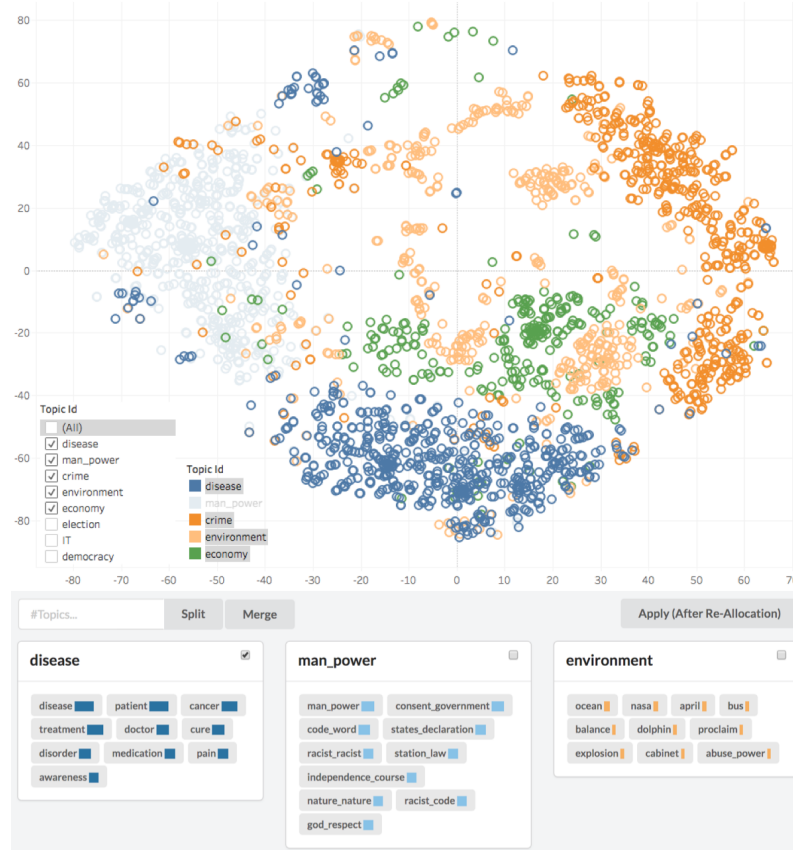 80
60
40
20
0
-20
-40
-60
-80
Topic Id
(All)
disease
man_power
crime
environment
economy
election
IT
democracy
Topic Id
disease
man_power
crime
environment
economy
-80 -70 -60 -50 -40 -30 -20 -10 0 10 20 30 40 50 60 70
#Topics... Split Merge Apply (After Re-Allocation)
disease
disease patient cancer
treatment doctor cure
disorder medication pain
awareness
man_power
man_power consent_government
code_word states_declaration
racist_racist station_law
independence_course
nature_nature racist_code
god_respect
environment
ocean nasa april bus
balance dolphin proclaim
explosion cabinet abuse_power